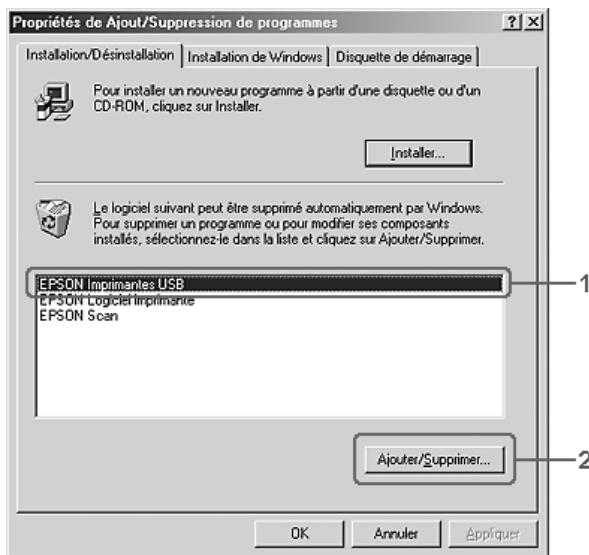 Propriétés de Ajout/Suppression de programmes
Installation/Désinstallation Installation de Windows Disquette de démarrage
Pour installer un nouveau programme à partir d'une disquette ou d'un
CD-ROM, cliquez sur Installer.
Installer...
Le logiciel suivant peut être supprimé automatiquement par Windows.
Pour supprimer un programme ou pour modifier ses composants
installés, sélectionnez-le dans la liste et cliquez sur Ajouter/Supprimer.
EPSON Imprimantes USB
1
EPSON Logiciel Imprimante
EPSON Scan
Ajouter/Supprimer...
2
OK Annuler Appliquer